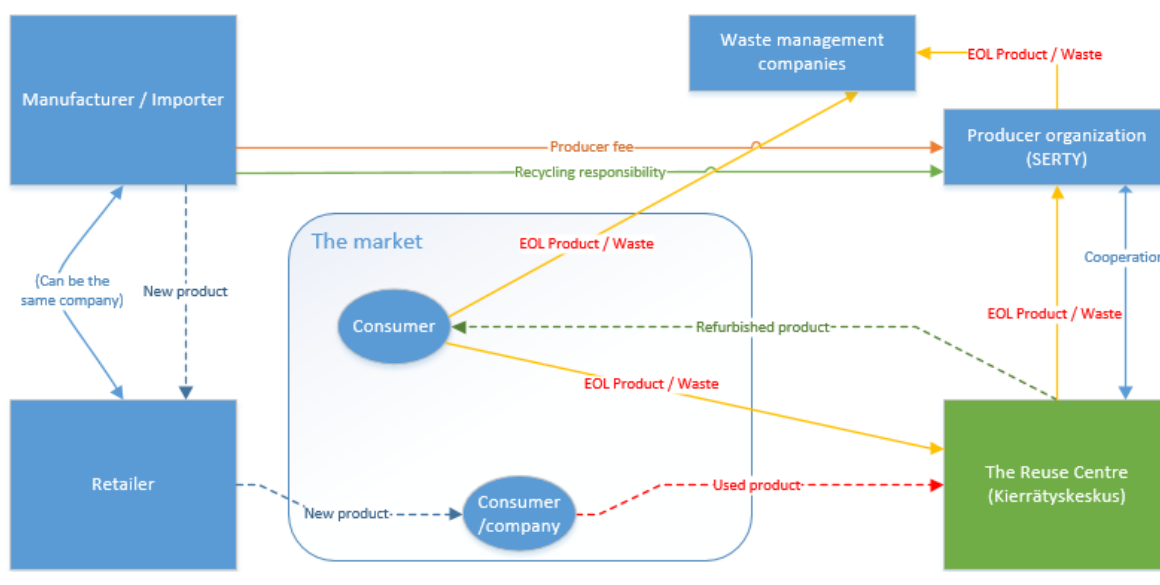 Waste management
companies
EOL Product / Waste
Manufacturer / Importer
Producer organization
(SERTY)
Producer fee
Recycling responsibility
The market
EOL Product / Waste
Cooperation
(Can be the
same company)
New product
EOL Product / Waste
Consumer
Refurbished product
EOL Product / Waste
Retailer
The Reuse Centre
(Kierrätyskeskus)
Used product
New product
Consumer
/company